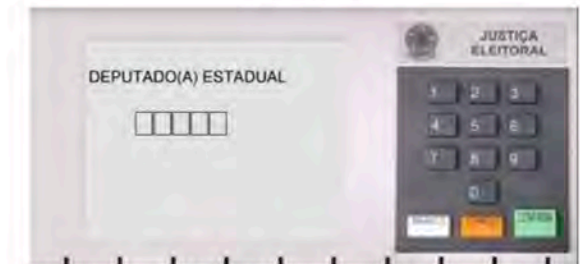 JUSTIÇA
ELEITORAL
DEPUTADO(A) ESTADUAL
1 2 3
4 5 6
7 8 9
0
CONFIRMA